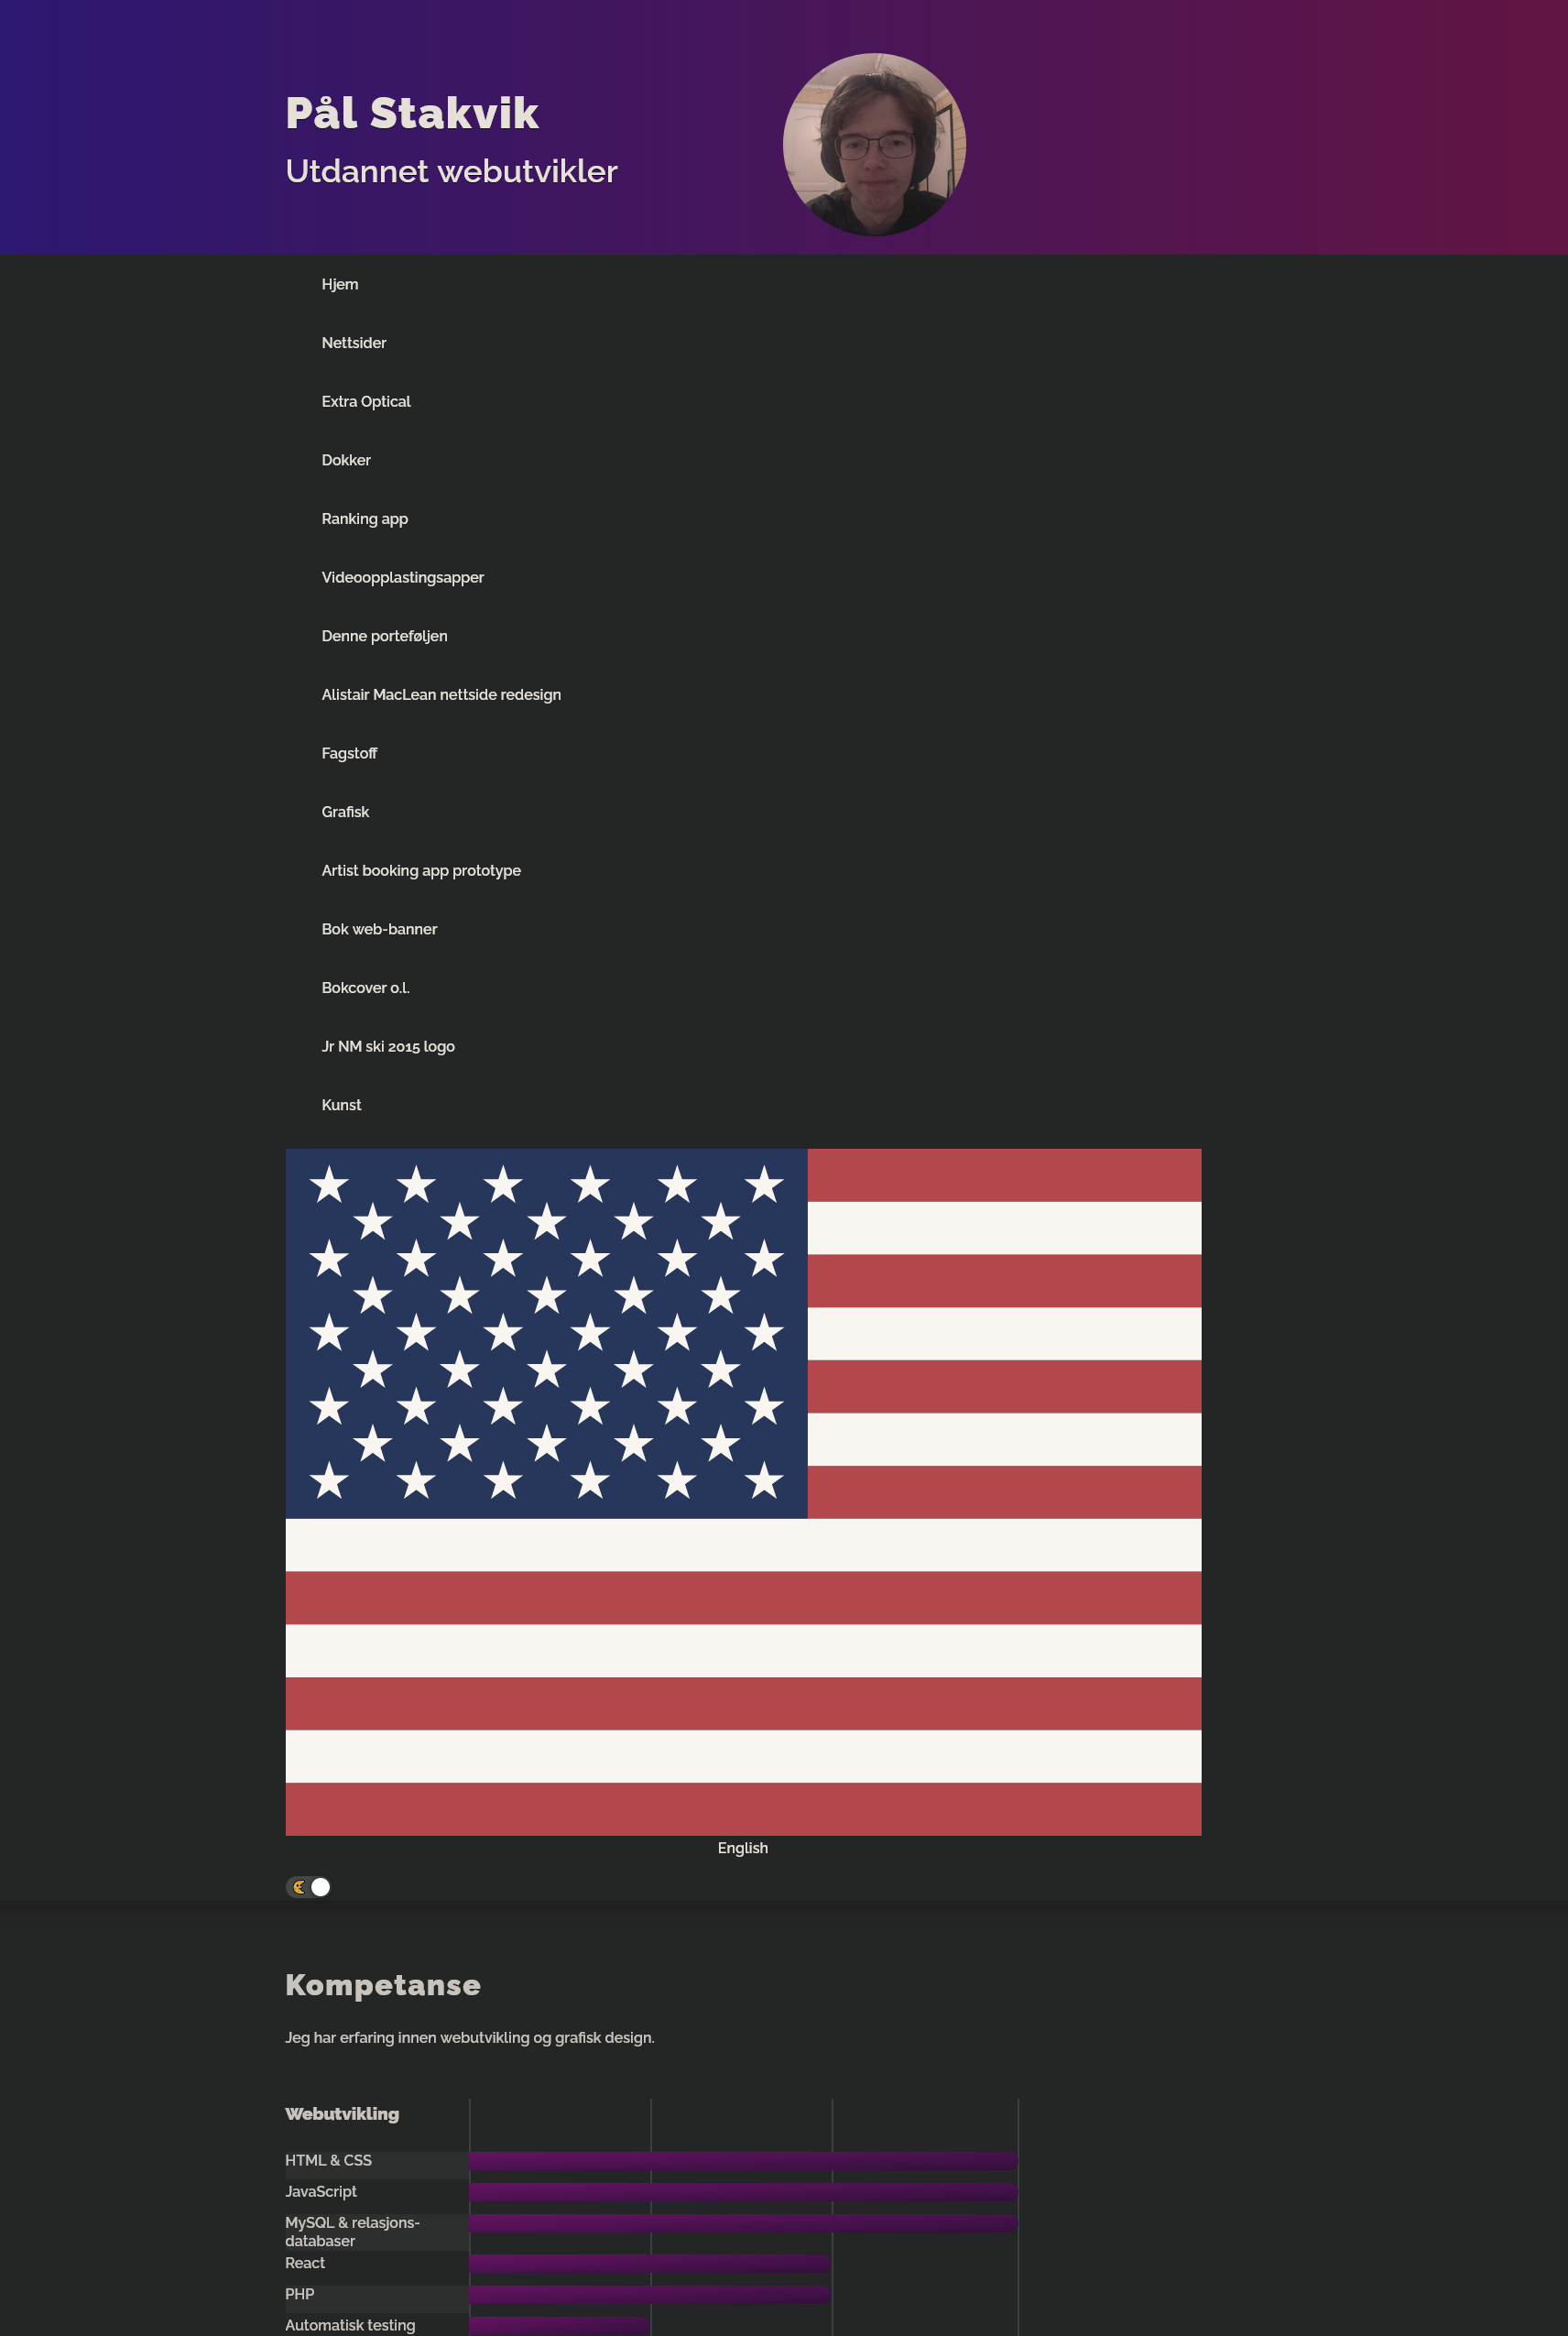 Pål Stakvik
Utdannet webutvikler
Hjem
Nettsider
Extra Optical
Dokker
Ranking app
Videoopplastingsapper
Denne porteføljen
Alistair MacLean nettside redesign
Fagstoff
Grafisk
Artist booking app prototype
Bok web-banner
Bokcover o.l.
Jr NM ski 2015 logo
Kunst
English
Kompetanse
Jeg har erfaring innen webutvikling og grafisk design.
Webutvikling
HTML & CSS
JavaScript
MySQL & relasjons-
databaser
React
PHP
Automatisk testing